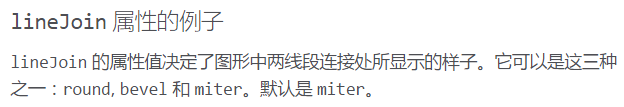 lineJoin 属性的例子
lineJoin 的属性值决定了图形中两线段连接处所显示的样子。它可以是这三种
之一：round, bevel 和 miter。默认是 miter。